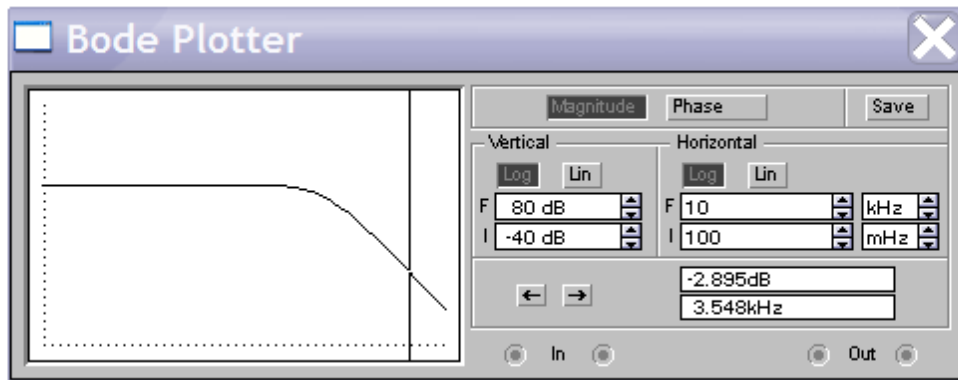 Bode Plotter
Magnitude Phase Save
Vertical Horizontal
Log Lin Log Lin
F 80 dB F 10 kHz
I -40 dB I 100 mHz
← → -2.895dB
3.548kHz
In Out